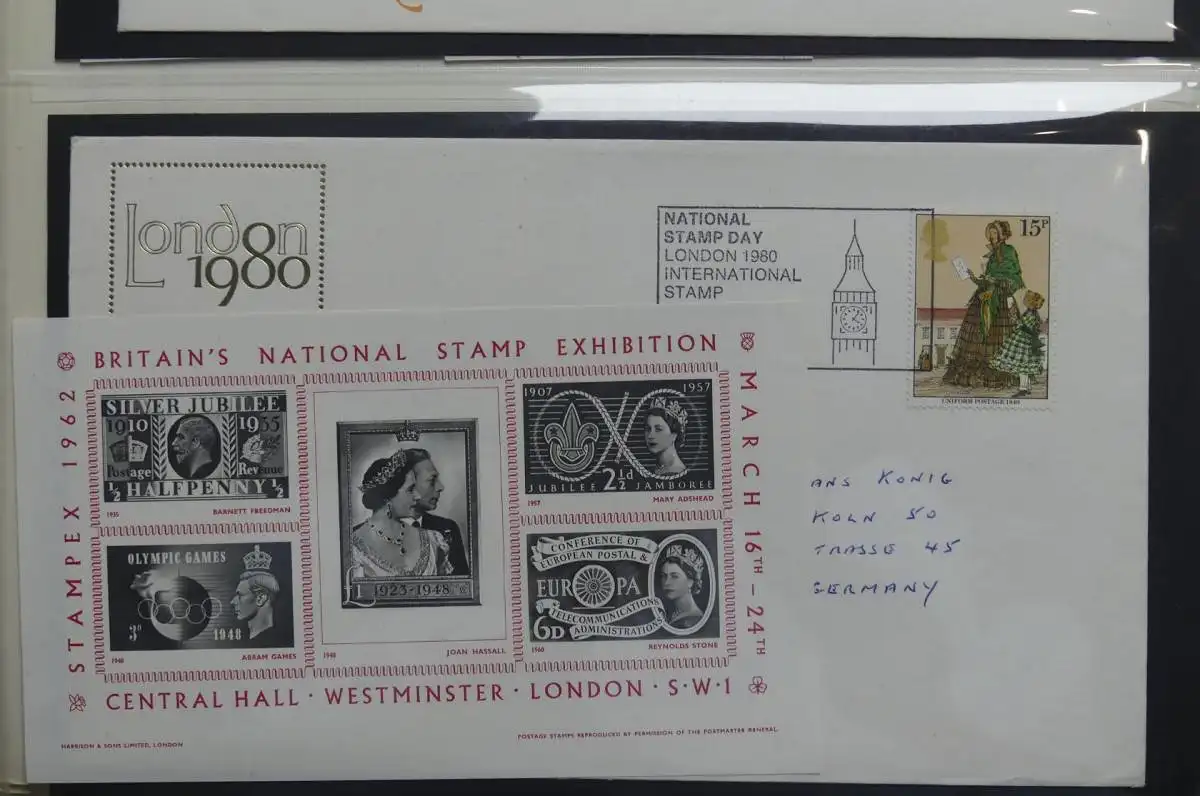 London
1980
NATIONAL
STAMP DAY
LONDON 1980
INTERNATIONAL
STAMP
15P
UNIFORM POSTAGE 1840
ANS KONIG
KOLN 50
TRASSE 45
GERMANY
BRITAIN'S NATIONAL STAMP EXHIBITION
STAMPEX 1962
MARCH 16TH – 24TH
SILVER JUBILEE
1910 1935
Postage Revenue
½ HALFPENNY ½
1935 BARNETT FREEDMAN
£1 1923-1948
1948 JOAN HASSALL
1907 1957
2½d
JUBILEE JAMBOREE
1957 MARY ADSHEAD
OLYMPIC GAMES
3D 1948
1948 ABRAM GAMES
CONFERENCE OF
EUROPEAN POSTAL &
EUROPA
TELECOMMUNICATIONS
ADMINISTRATIONS
6D
1960 REYNOLDS STONE
CENTRAL HALL · WESTMINSTER · LONDON · S·W·1
HARRISON & SONS LIMITED, LONDON
POSTAGE STAMPS REPRODUCED BY PERMISSION OF THE POSTMASTER GENERAL.